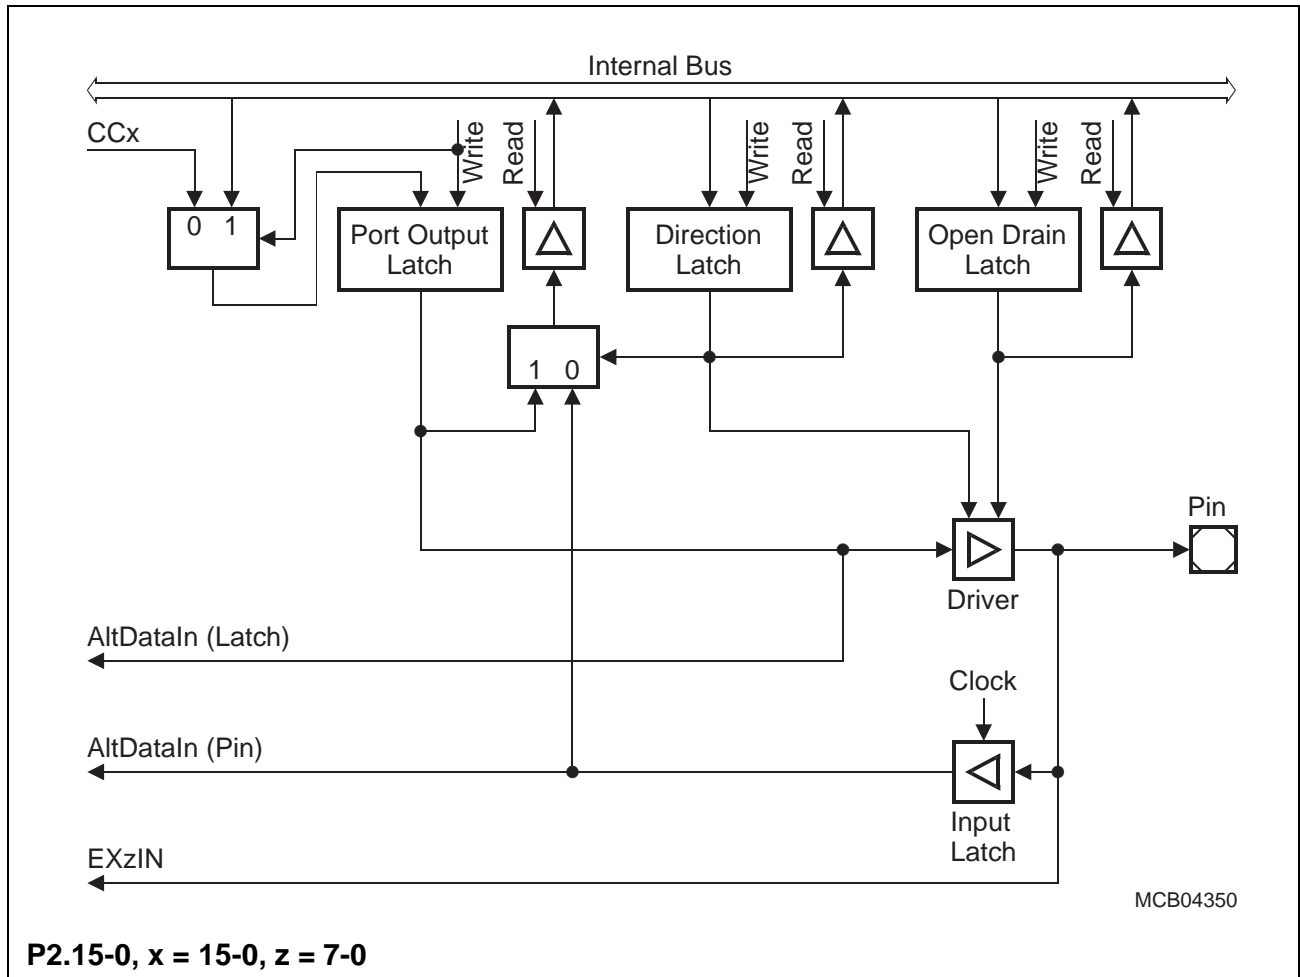 Internal Bus
CCx
Write
Read
Write
Read
Write
Read
0 1
Port Output
Latch
Direction
Latch
Open Drain
Latch
1 0
Pin
Driver
AltDataIn (Latch)
Clock
AltDataIn (Pin)
Input
Latch
EXzIN
MCB04350
P2.15-0, x = 15-0, z = 7-0